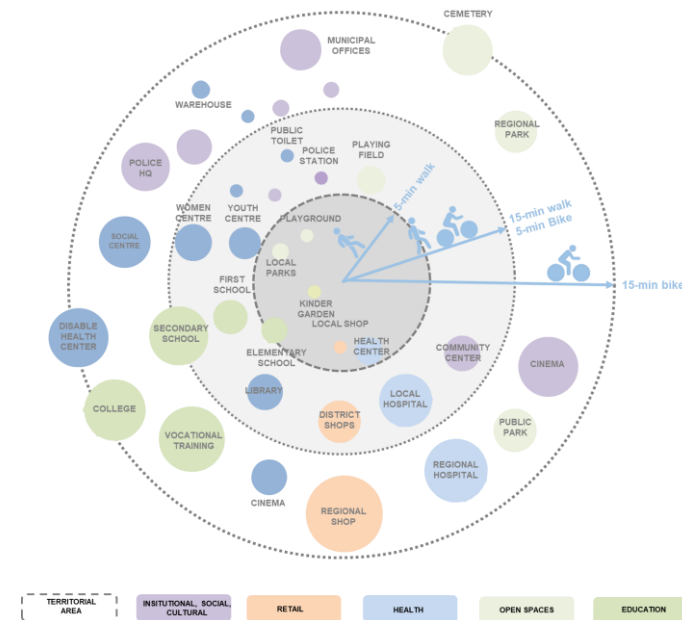 CEMETERY
MUNICIPAL
OFFICES
WAREHOUSE
PUBLIC
TOILET
REGIONAL
PARK
POLICE
STATION
PLAYING
FIELD
POLICE
HQ
5-min walk
WOMEN
CENTRE
YOUTH
CENTRE
PLAYGROUND
15-min walk
5-min Bike
SOCIAL
CENTRE
LOCAL
PARKS
FIRST
SCHOOL
15-min bike
KINDER
GARDEN
LOCAL SHOP
DISABLE
HEALTH
CENTER
SECONDARY
SCHOOL
ELEMENTARY
SCHOOL
HEALTH
CENTER
COMMUNITY
CENTER
CINEMA
LIBRARY
LOCAL
HOSPITAL
COLLEGE
DISTRICT
SHOPS
PUBLIC
PARK
VOCATIONAL
TRAINING
REGIONAL
HOSPITAL
CINEMA
REGIONAL
SHOP
TERRITORIAL
AREA
INSITUTIONAL, SOCIAL,
CULTURAL
RETAIL
HEALTH
OPEN SPACES
EDUCATION